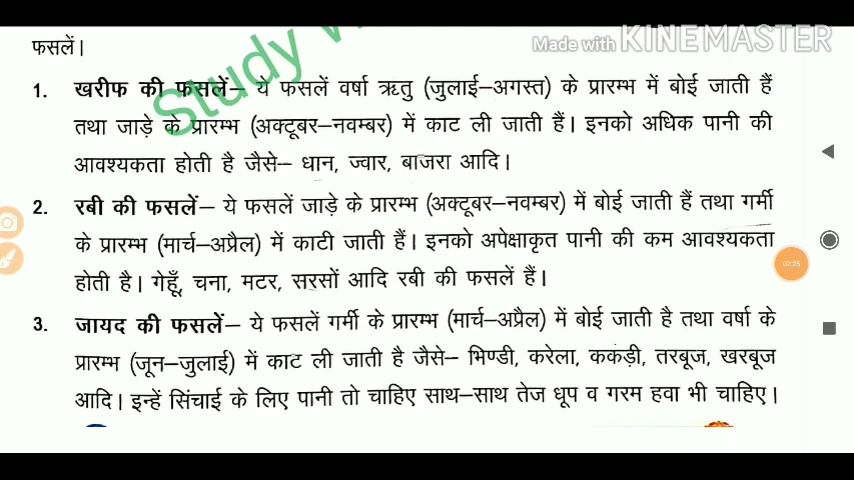 Made with KINEMASTER
Study
फसलें।
1. खरीफ की फसलें– ये फसलें वर्षा ऋतु (जुलाई–अगस्त) के प्रारम्भ में बोई जाती हैं
तथा जाड़े के प्रारम्भ (अक्टूबर–नवम्बर) में काट ली जाती हैं। इनको अधिक पानी की
आवश्यकता होती है जैसे– धान, ज्वार, बाजरा आदि।
2. रबी की फसलें– ये फसलें जाड़े के प्रारम्भ (अक्टूबर–नवम्बर) में बोई जाती हैं तथा गर्मी
के प्रारम्भ (मार्च–अप्रैल) में काटी जाती हैं। इनको अपेक्षाकृत पानी की कम आवश्यकता
होती है। गेहूँ, चना, मटर, सरसों आदि रबी की फसलें हैं।
02:25
3. जायद की फसलें– ये फसलें गर्मी के प्रारम्भ (मार्च–अप्रैल) में बोई जाती है तथा वर्षा के
प्रारम्भ (जून–जुलाई) में काट ली जाती है जैसे– भिण्डी, करेला, ककड़ी, तरबूज, खरबूज
आदि। इन्हें सिंचाई के लिए पानी तो चाहिए साथ–साथ तेज धूप व गरम हवा भी चाहिए।